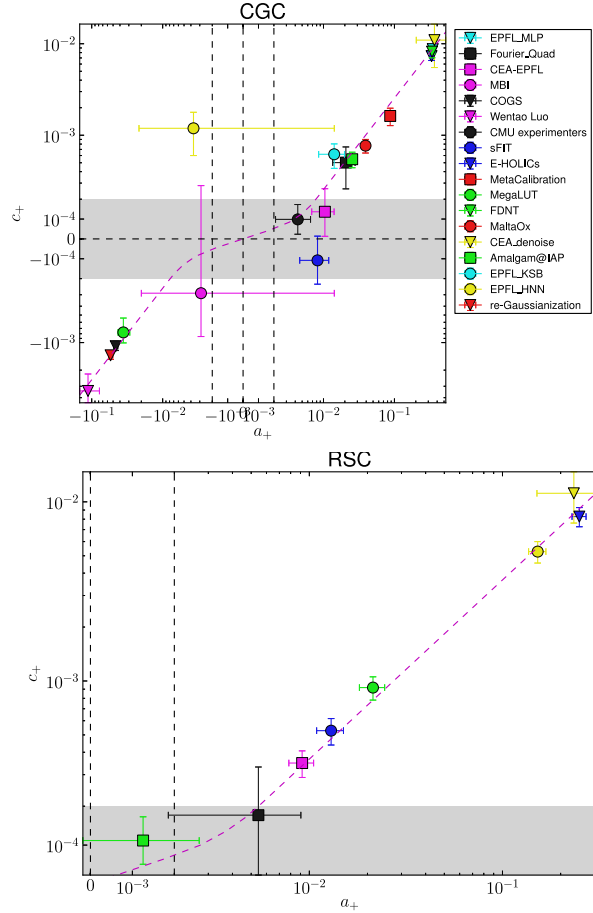 CGC
10⁻²
10⁻³
10⁻⁴
0
−10⁻⁴
−10⁻³
c₊
−10⁻¹
−10⁻²
−10⁻³
0
10⁻³
10⁻²
10⁻¹
a₊
EPFL_MLP
Fourier_Quad
CEA-EPFL
MBI
COGS
Wentao Luo
CMU experimenters
sFIT
E-HOLICs
MetaCalibration
MegaLUT
FDNT
MaltaOx
CEA_denoise
Amalgam@IAP
EPFL_KSB
EPFL_HNN
re-Gaussianization
RSC
10⁻²
10⁻³
10⁻⁴
c₊
0
10⁻³
10⁻²
10⁻¹
a₊